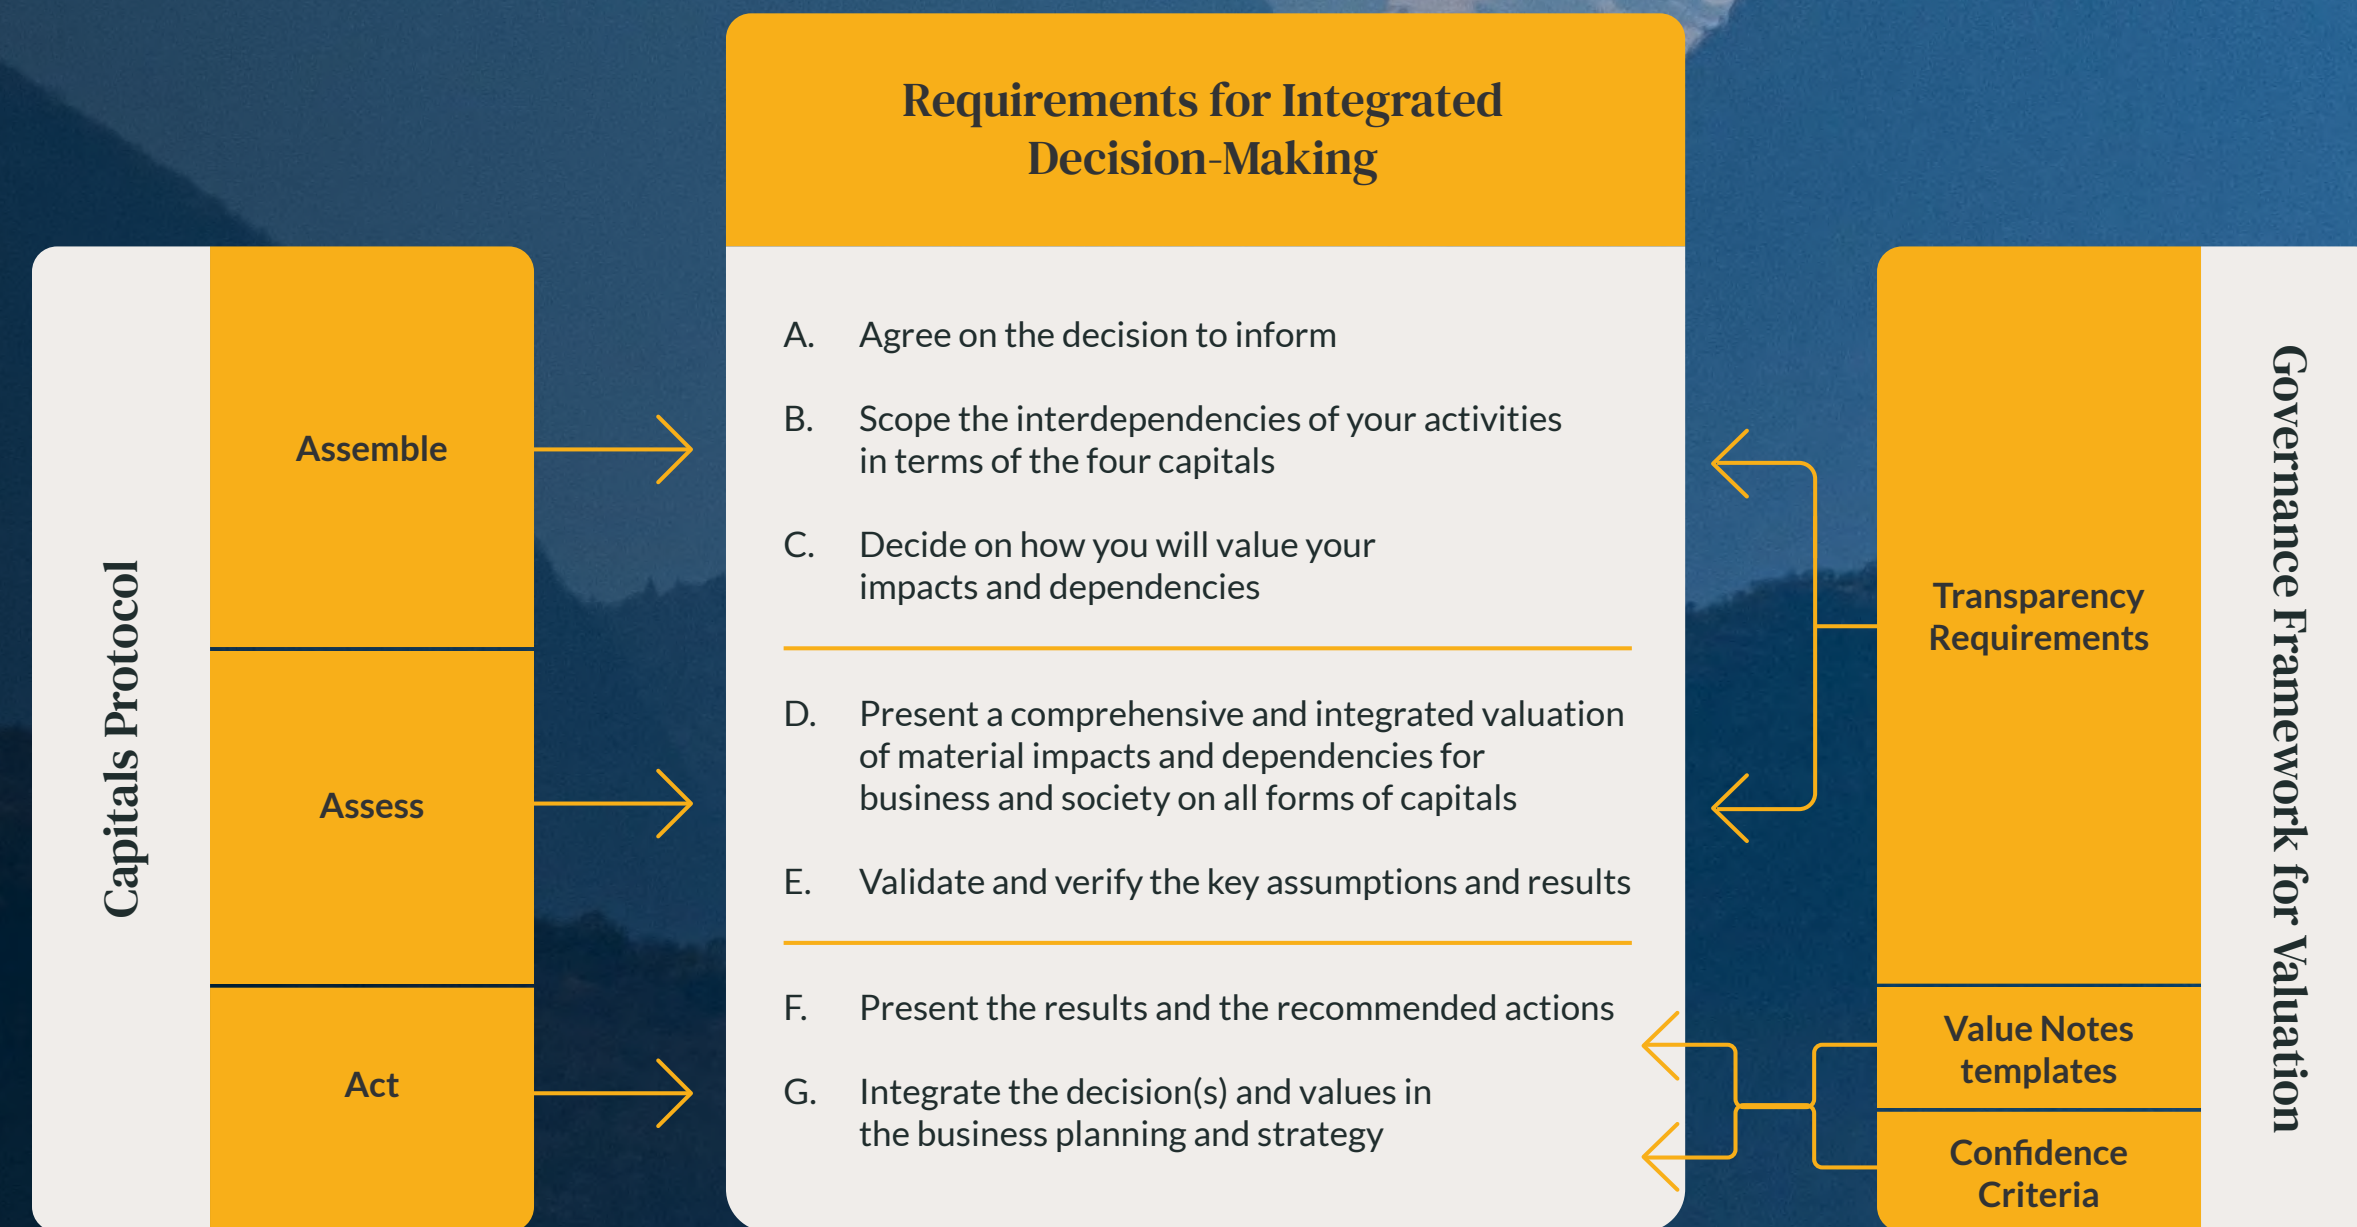 Requirements for Integrated
Decision-Making
Capitals Protocol
Assemble
Assess
Act
A. Agree on the decision to inform
B. Scope the interdependencies of your activities
in terms of the four capitals
C. Decide on how you will value your
impacts and dependencies
D. Present a comprehensive and integrated valuation
of material impacts and dependencies for
business and society on all forms of capitals
E. Validate and verify the key assumptions and results
F. Present the results and the recommended actions
G. Integrate the decision(s) and values in
the business planning and strategy
Transparency
Requirements
Value Notes
templates
Confidence
Criteria
Governance Framework for Valuation